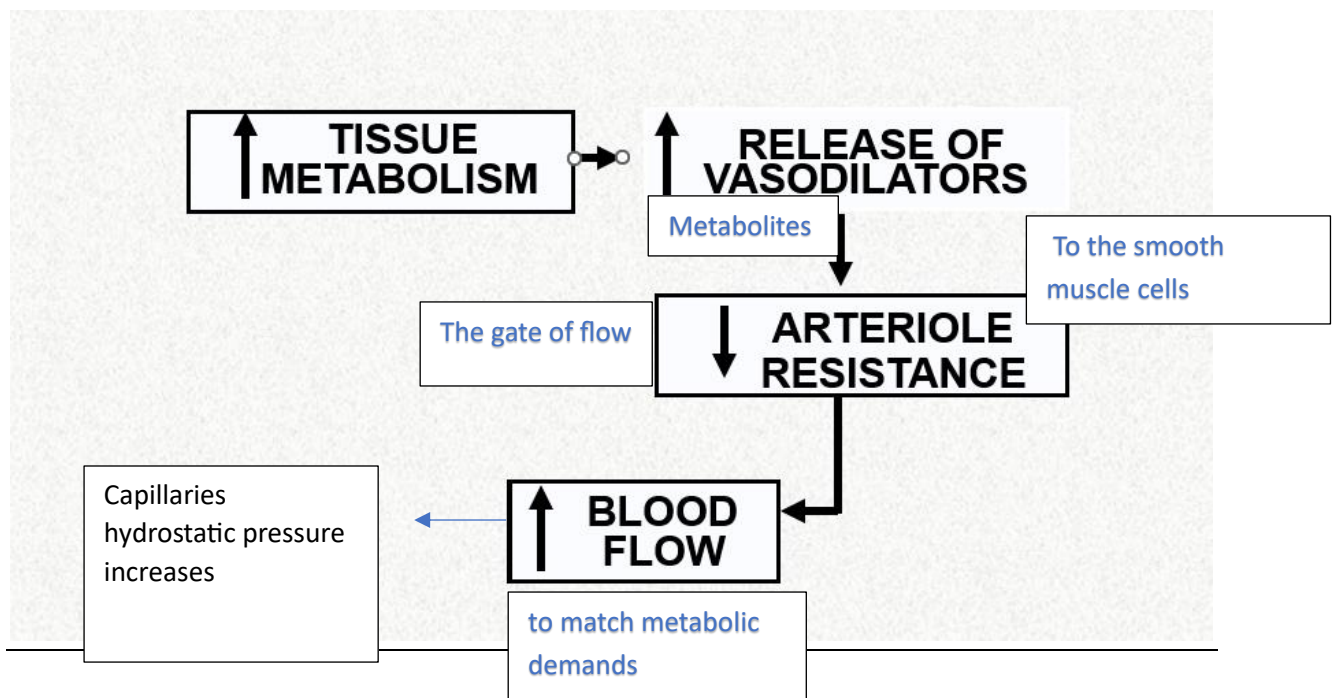 TISSUE
METABOLISM
RELEASE OF
VASODILATORS
Metabolites
To the smooth
muscle cells
The gate of flow
ARTERIOLE
RESISTANCE
Capillaries
hydrostatic pressure
increases
BLOOD
FLOW
to match metabolic
demands